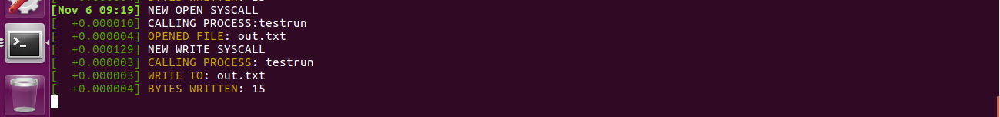 [Nov 6 09:19] NEW OPEN SYSCALL
[  +0.000010] CALLING PROCESS:testrun
[  +0.000004] OPENED FILE: out.txt
[  +0.000129] NEW WRITE SYSCALL
[  +0.000003] CALLING PROCESS: testrun
[  +0.000003] WRITE TO: out.txt
[  +0.000004] BYTES WRITTEN: 15